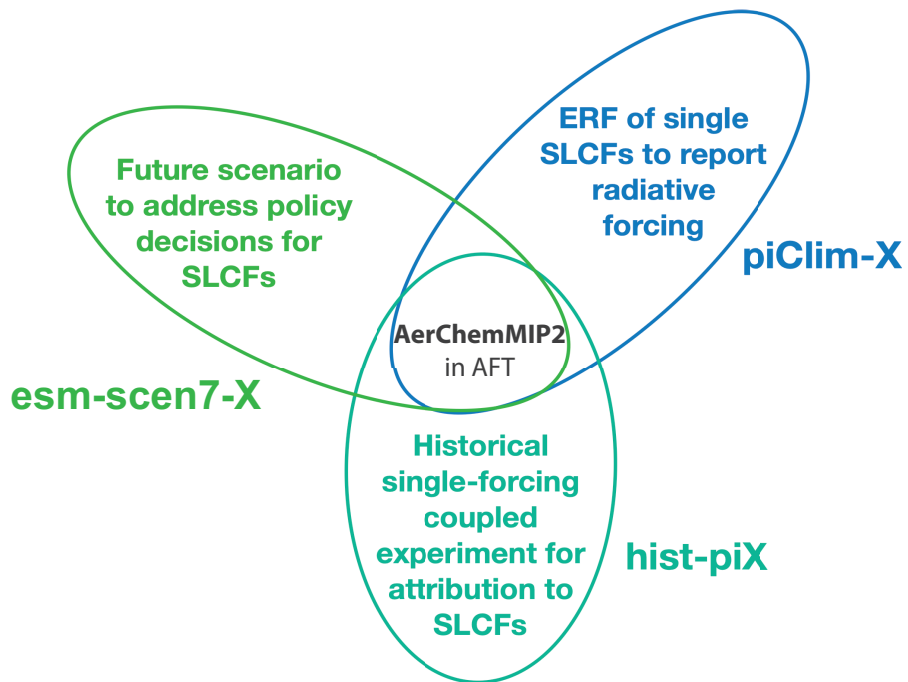 ERF of single
SLCFs to report
radiative
forcing
piClim-X
Future scenario
to address policy
decisions for
SLCFs
esm-scen7-X
AerChemMIP2
in AFT
Historical
single-forcing
coupled
experiment for
attribution to
SLCFs
hist-piX